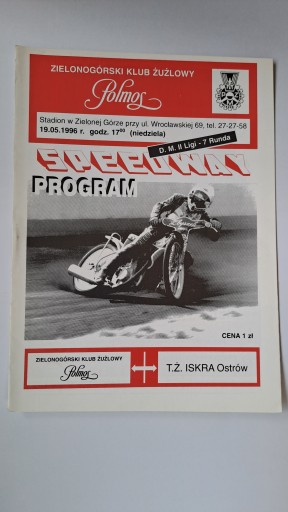 ZIELONOGÓRSKI KLUB ŻUŻLOWY
Polmos
Stadion w Zielonej Górze przy ul. Wrocławskiej 69, tel. 27-27-58
19.05.1996 r. godz. 17⁰⁰ (niedziela)
D. M. II Ligi - 7 Runda
SPEEDWAY
PROGRAM
CENA 1 zł
ZIELONOGÓRSKI KLUB ŻUŻLOWY
Polmos
T.Ż. ISKRA Ostrów